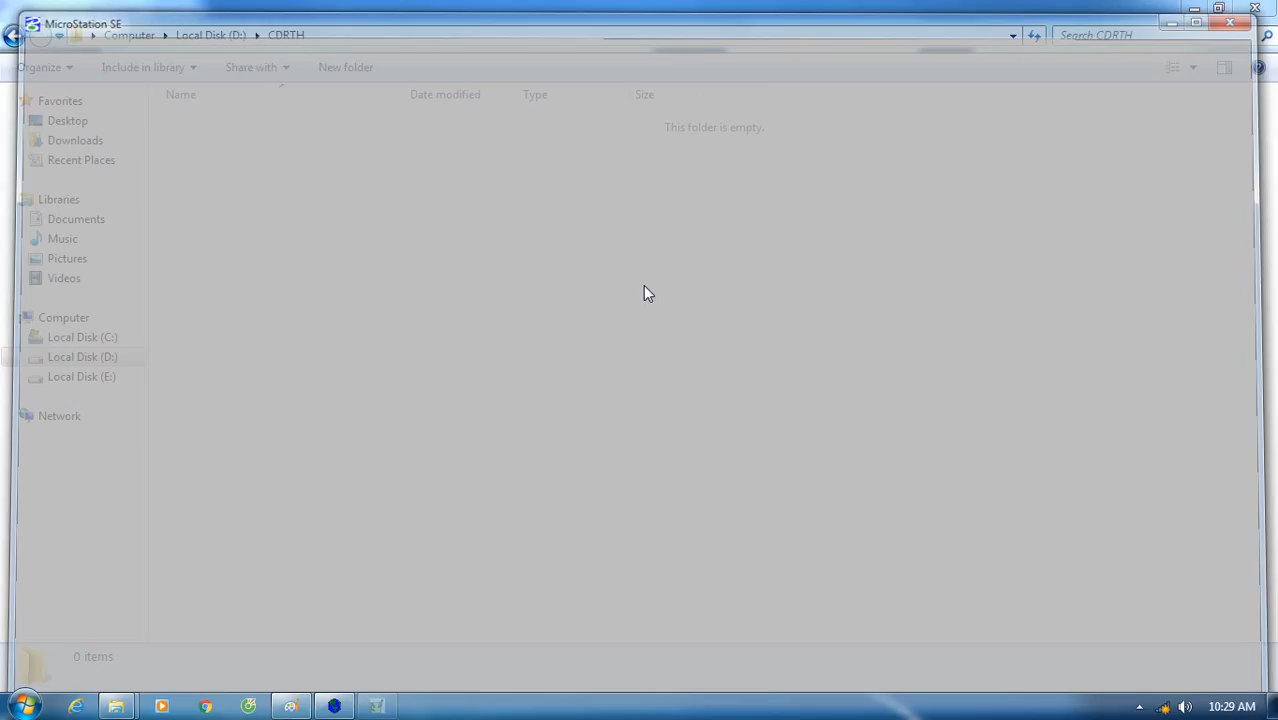 MicroStation SE
Computer Local Disk (D:) CDRTH
Search CDRTH
Organize Include in library Share with New folder
Name Date modified Type Size
This folder is empty.
Favorites
Desktop
Downloads
Recent Places
Libraries
Documents
Music
Pictures
Videos
Computer
Local Disk (C:)
Local Disk (D:)
Local Disk (E:)
Network
0 items
10:29 AM